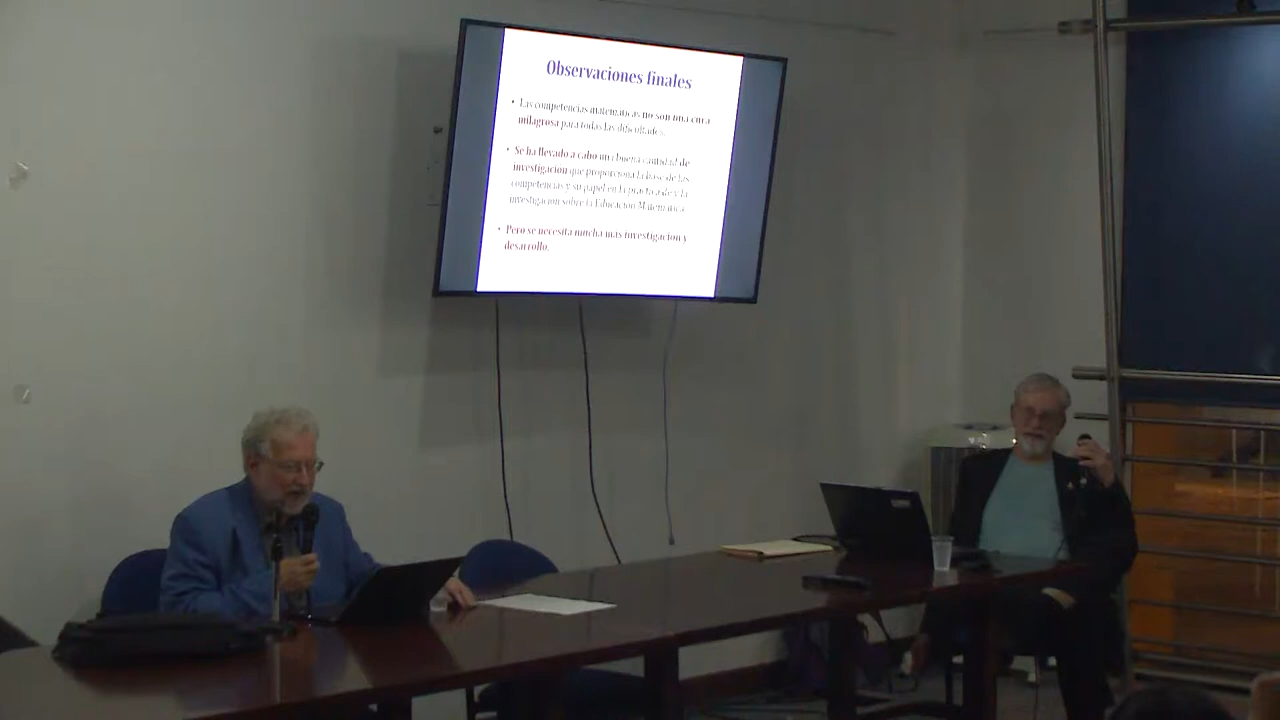 Observaciones finales
• Las competencias matemáticas no son una cura
milagrosa para todas las dificultades.
• Se ha llevado a cabo una buena cantidad de
investigación que proporciona la base de las
competencias y su papel en la práctica de y la
investigación sobre la Educación Matemática
• Pero se necesita mucha más investigación y
desarrollo.